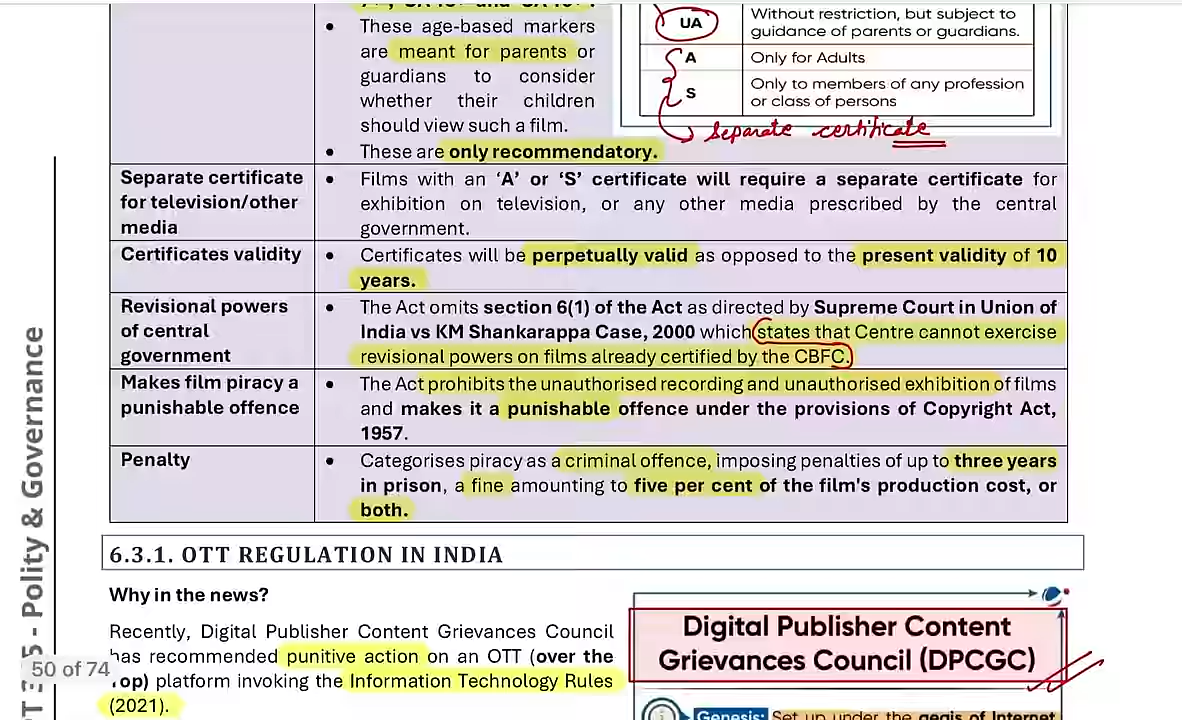 These age-based markers
are meant for parents or
guardians to consider
whether their children
should view such a film.
• These are only recommendatory.
UA
Without restriction, but subject to
guidance of parents or guardians.
A
Only for Adults
S
Only to members of any profession
or class of persons
Separate certificate
Separate certificate
for television/other
media
• Films with an ‘A’ or ‘S’ certificate will require a separate certificate for
exhibition on television, or any other media prescribed by the central
government.
Certificates validity
• Certificates will be perpetually valid as opposed to the present validity of 10
years.
Revisional powers
of central
government
• The Act omits section 6(1) of the Act as directed by Supreme Court in Union of
India vs KM Shankarappa Case, 2000 which states that Centre cannot exercise
revisional powers on films already certified by the CBFC.
Makes film piracy a
punishable offence
• The Act prohibits the unauthorised recording and unauthorised exhibition of films
and makes it a punishable offence under the provisions of Copyright Act,
1957.
Penalty
• Categorises piracy as a criminal offence, imposing penalties of up to three years
in prison, a fine amounting to five per cent of the film's production cost, or
both.
6.3.1. OTT REGULATION IN INDIA
Why in the news?
Recently, Digital Publisher Content Grievances Council
has recommended punitive action on an OTT (over the
Top) platform invoking the Information Technology Rules
(2021).
Digital Publisher Content
Grievances Council (DPCGC)
Genesis: Set up under the aegis of Internet
5 - Polity & Governance
50 of 74